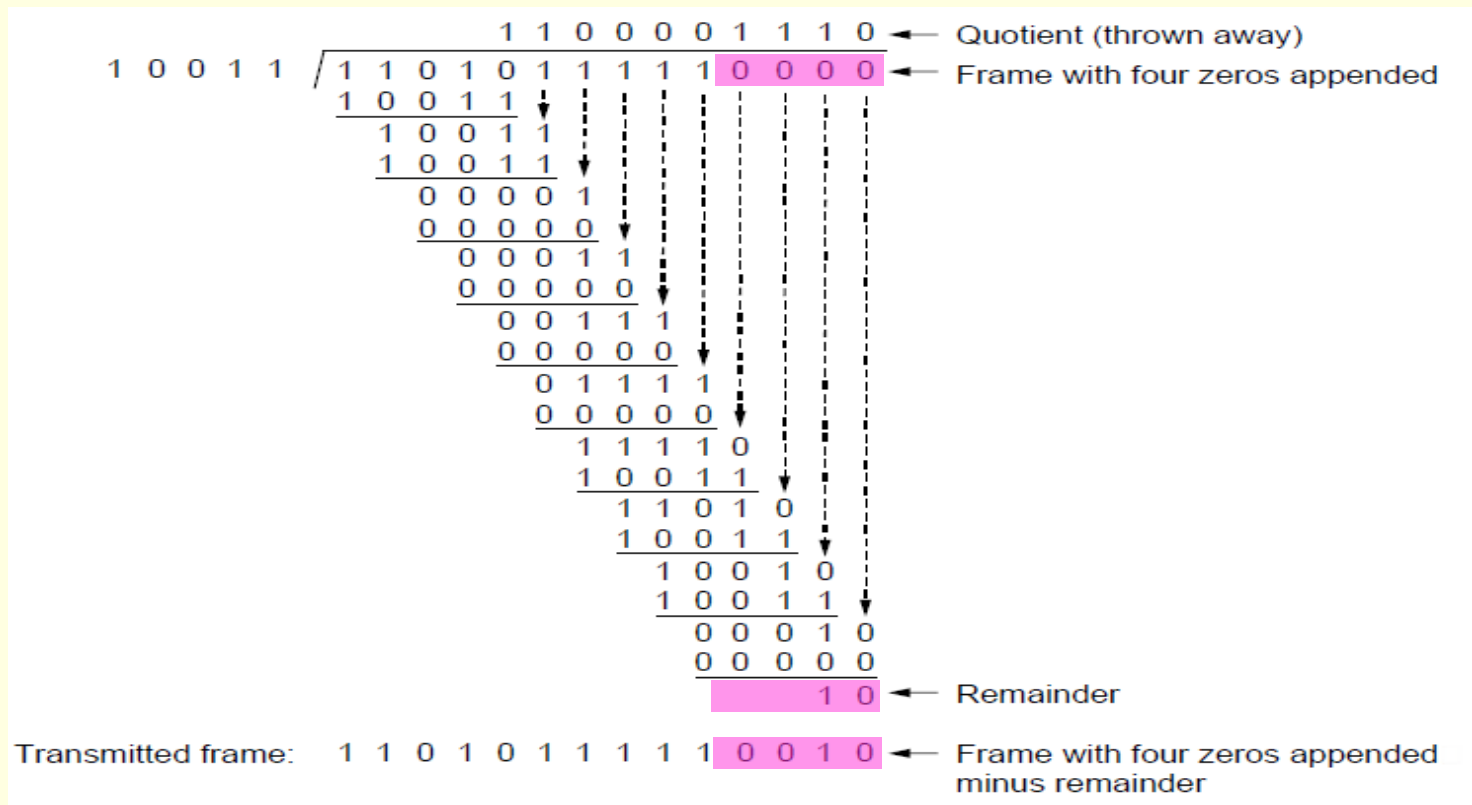 1 1 0 0 0 0 1 1 1 0 Quotient (thrown away)
1 0 0 1 1 1 1 0 1 0 1 1 1 1 1 0 0 0 0 Frame with four zeros appended
1 0 0 1 1
1 0 0 1 1
1 0 0 1 1
0 0 0 0 1
0 0 0 0 0
0 0 0 1 1
0 0 0 0 0
0 0 1 1 1
0 0 0 0 0
0 1 1 1 1
0 0 0 0 0
1 1 1 1 0
1 0 0 1 1
1 1 0 1 0
1 0 0 1 1
1 0 0 1 0
1 0 0 1 1
0 0 0 1 0
0 0 0 0 0
1 0 Remainder
Transmitted frame: 1 1 0 1 0 1 1 1 1 1 0 0 1 0 Frame with four zeros appended
minus remainder